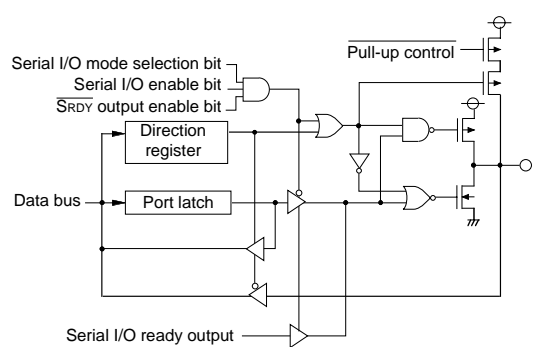 Pull-up control
Serial I/O mode selection bit
Serial I/O enable bit
SRDY output enable bit
Direction
register
Data bus
Port latch
Serial I/O ready output